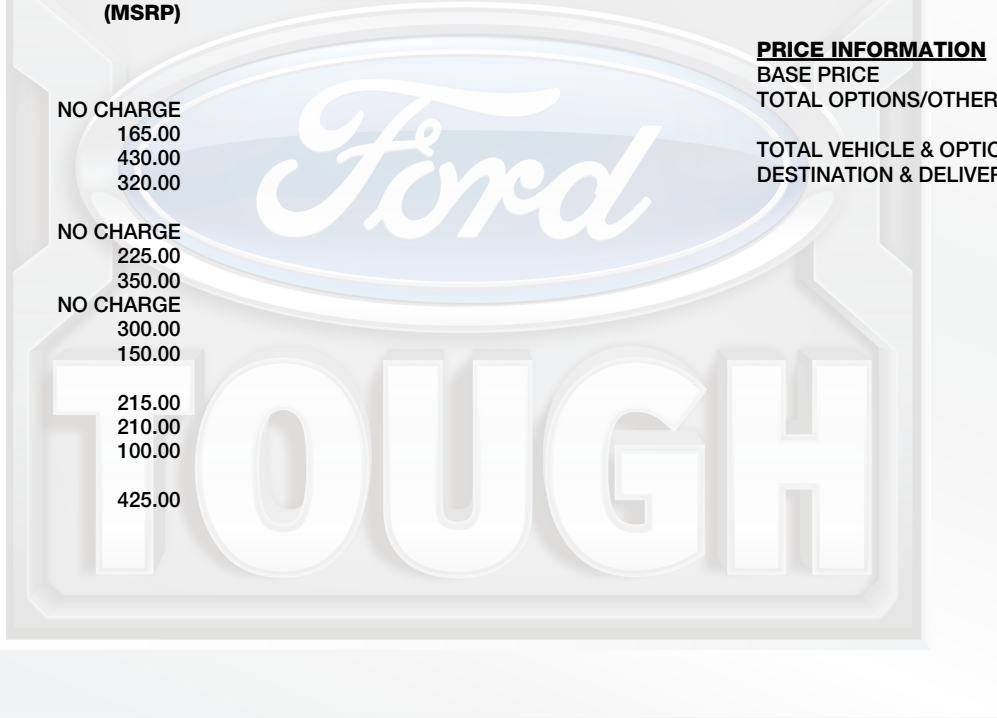 (MSRP)
NO CHARGE
165.00
430.00
320.00
NO CHARGE
225.00
350.00
NO CHARGE
300.00
150.00
215.00
210.00
100.00
425.00
PRICE INFORMATION
BASE PRICE
TOTAL OPTIONS/OTHER
TOTAL VEHICLE & OPTIO
DESTINATION & DELIVER
Ford
TOUGH